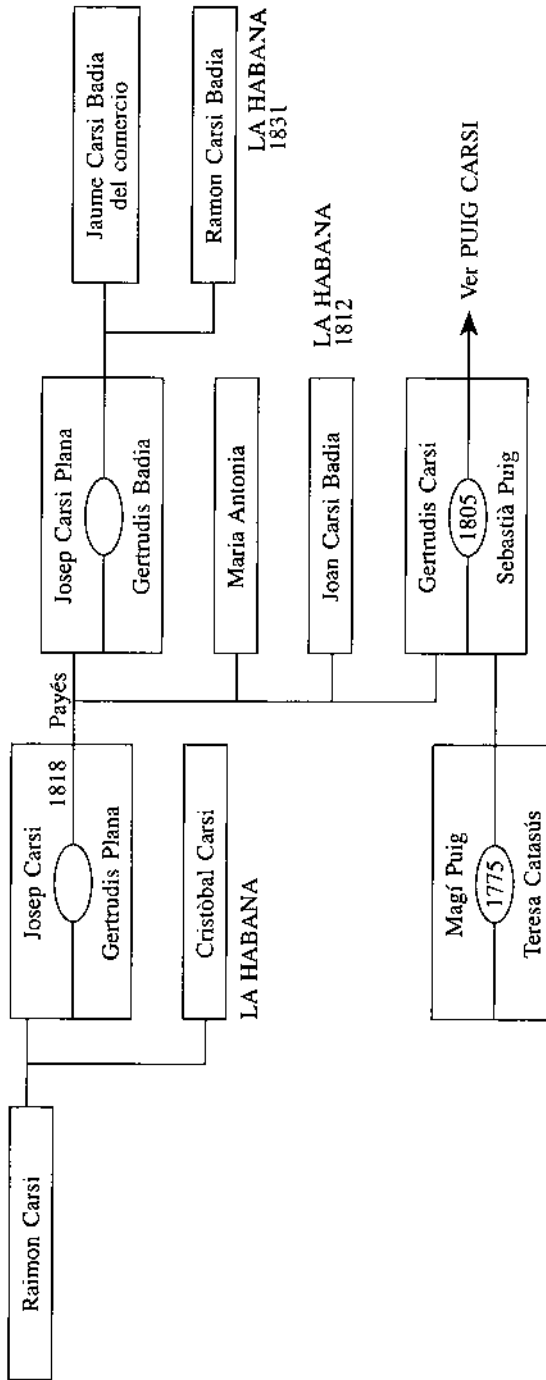 Raimon Carsi
Josep Carsi
1818
Gertrudis Plana
Cristòbal Carsi
LA HABANA
Magí Puig
1775
Teresa Catasús
Payés
Josep Carsi Plana
Gertrudis Badia
Maria Antonia
Joan Carsi Badia
LA HABANA
1812
Gertrudis Carsi
1805
Sebastià Puig
Jaume Carsi Badia
del comercio
Ramon Carsi Badia
LA HABANA
1831
Ver PUIG CARSI